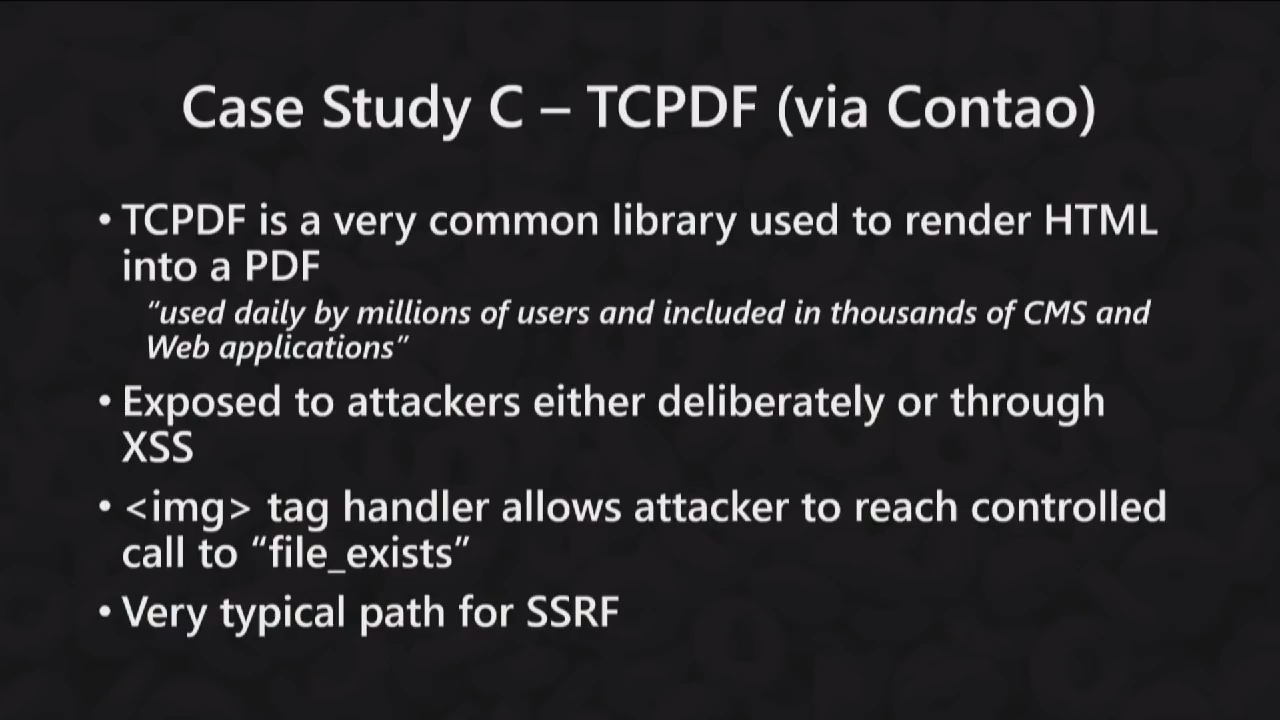 Case Study C – TCPDF (via Contao)
• TCPDF is a very common library used to render HTML
into a PDF
“used daily by millions of users and included in thousands of CMS and
Web applications”
• Exposed to attackers either deliberately or through
XSS
• <img> tag handler allows attacker to reach controlled
call to “file_exists”
• Very typical path for SSRF